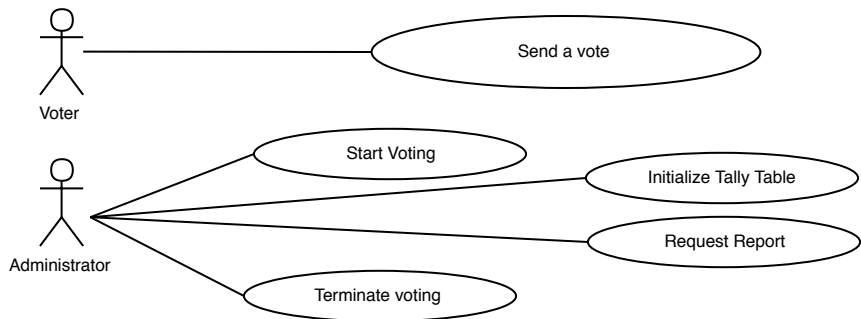 Send a vote
Voter
Start Voting
Initialize Tally Table
Request Report
Administrator
Terminate voting